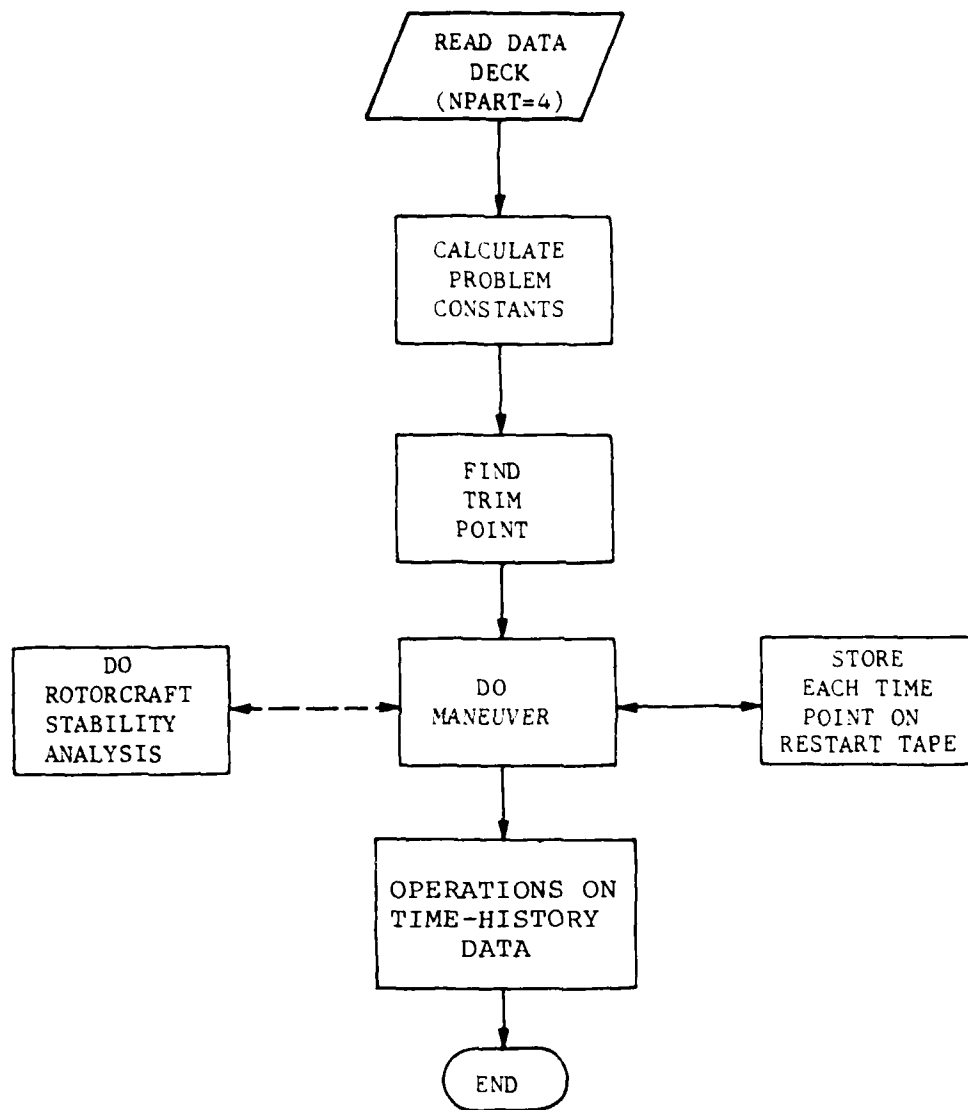 READ DATA
DECK
(NPART=4)
CALCULATE
PROBLEM
CONSTANTS
FIND
TRIM
POINT
DO
ROTORCRAFT
STABILITY
ANALYSIS
DO
MANEUVER
STORE
EACH TIME
POINT ON
RESTART TAPE
OPERATIONS ON
TIME-HISTORY
DATA
END